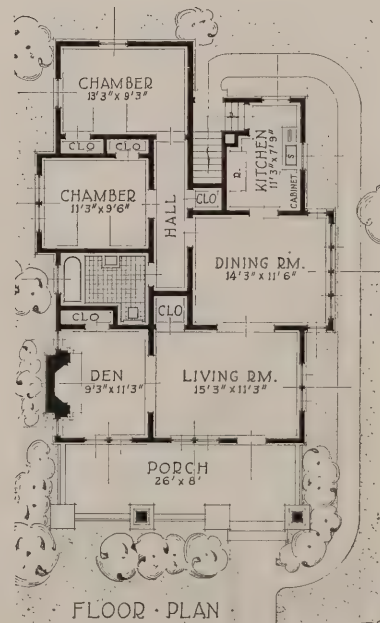 CHAMBER
13'3" x 9'3"
CLO
CLO
CHAMBER
11'3" x 9'6"
HALL
CLO
R.
KITCHEN
11'3" x 7'9"
S
CABINET
DINING RM.
14'3" x 11'6"
CLO
CLO
DEN
9'3" x 11'3"
LIVING RM.
15'3" x 11'3"
PORCH
26' x 8'
· FLOOR · PLAN ·